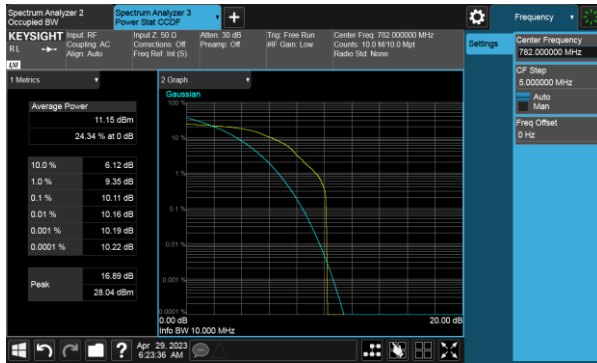 Spectrum Analyzer 2
Occupied BW
Spectrum Analyzer 3
Power Stat CCDF
+
Frequency
KEYSIGHT
RL
LXI
Input: RF
Coupling: AC
Align: Auto
Input Z: 50 Ω
Corrections: Off
Freq Ref: Int (S)
Atten: 30 dB
Preamp: Off
Trig: Free Run
#IF Gain: Low
Center Freq: 782.000000 MHz
Counts: 10.0 M/10.0 Mpt
Radio Std: None
Settings
Center Frequency
782.000000 MHz
CF Step
5.000000 MHz
Auto
Man
Freq Offset
0 Hz
1 Metrics
Average Power
11.15 dBm
24.34 % at 0 dB
10.0 % 6.12 dB
1.0 % 9.35 dB
0.1 % 10.11 dB
0.01 % 10.16 dB
0.001 % 10.19 dB
0.0001 % 10.22 dB
Peak
16.89 dB
28.04 dBm
2 Graph
Gaussian
100 %
10 %
1 %
0.1 %
0.01 %
0.001 %
0.0001 %
0.00 dB
20.00 dB
Info BW 10.000 MHz
?
Apr 29, 2023
6:23:36 AM